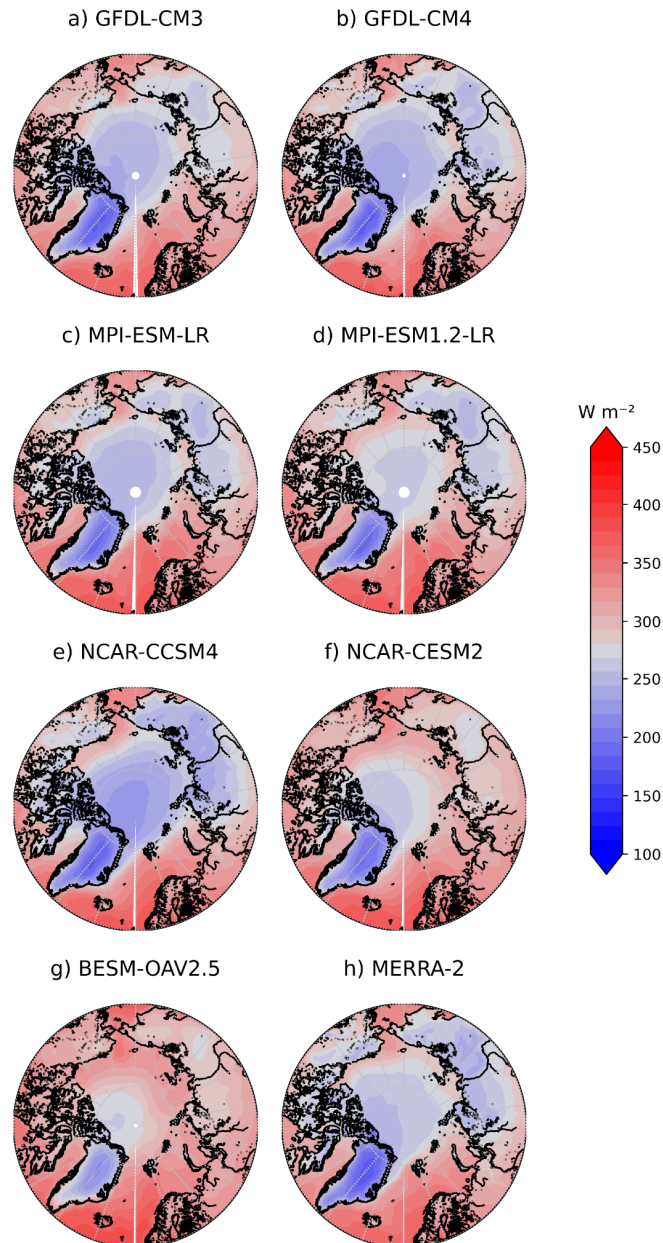 a) GFDL-CM3
b) GFDL-CM4
c) MPI-ESM-LR
d) MPI-ESM1.2-LR
W m⁻²
450
400
350
300
250
200
150
100
e) NCAR-CCSM4
f) NCAR-CESM2
g) BESM-OAV2.5
h) MERRA-2